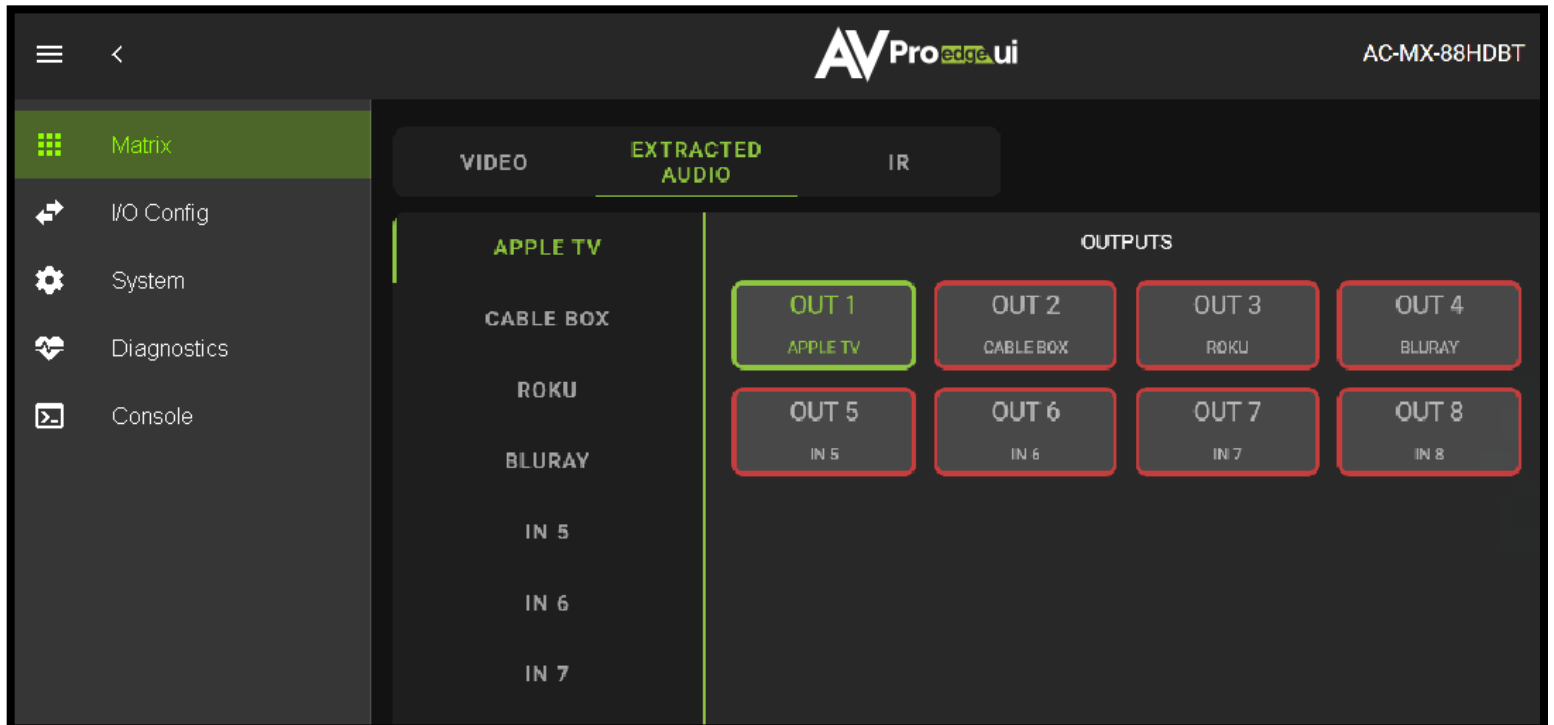 AVPro edge.ui
AC-MX-88HDBT
Matrix
I/O Config
System
Diagnostics
Console
VIDEO
EXTRACTED
AUDIO
IR
APPLE TV
CABLE BOX
ROKU
BLURAY
IN 5
IN 6
IN 7
OUTPUTS
OUT 1
APPLE TV
OUT 2
CABLE BOX
OUT 3
ROKU
OUT 4
BLURAY
OUT 5
IN 5
OUT 6
IN 6
OUT 7
IN 7
OUT 8
IN 8